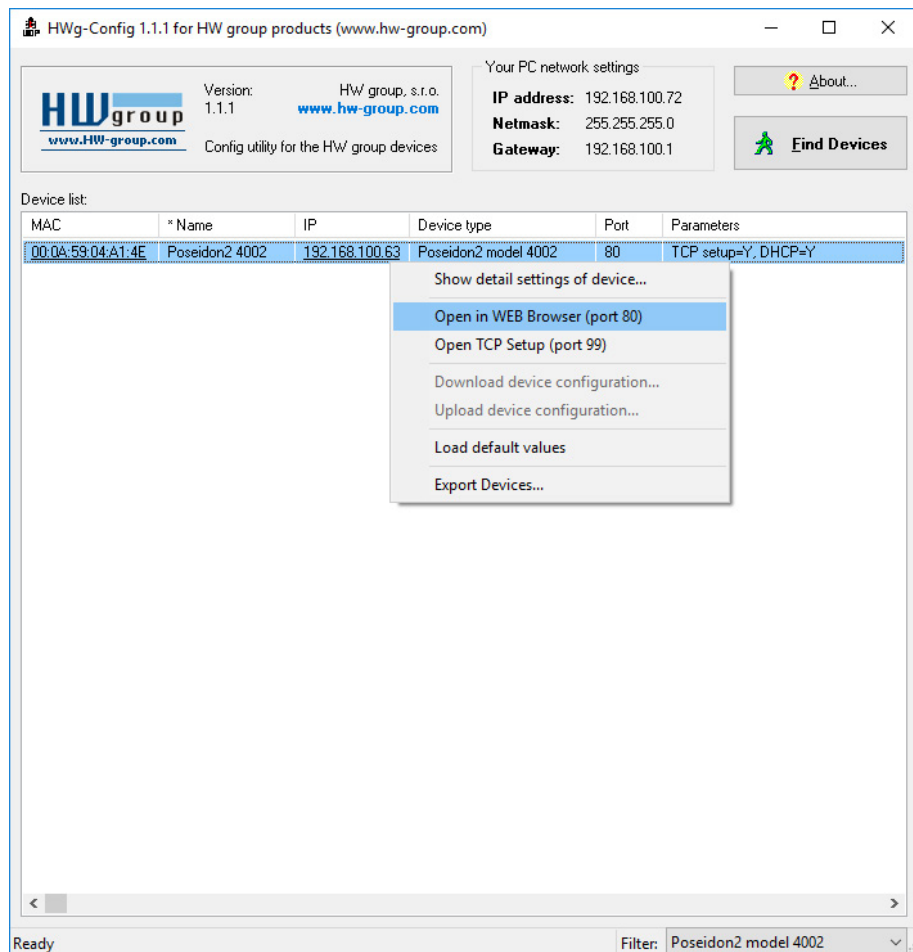 HWg-Config 1.1.1 for HW group products (www.hw-group.com)
HWgroup
www.HW-group.com
Version: HW group, s.r.o.
1.1.1 www.hw-group.com
Config utility for the HW group devices
Your PC network settings
IP address: 192.168.100.72
Netmask: 255.255.255.0
Gateway: 192.168.100.1
About...
Find Devices
Device list:
MAC * Name IP Device type Port Parameters
00:0A:59:04:A1:4E Poseidon2 4002 192.168.100.63 Poseidon2 model 4002 80 TCP setup=Y, DHCP=Y
Show detail settings of device...
Open in WEB Browser (port 80)
Open TCP Setup (port 99)
Download device configuration...
Upload device configuration...
Load default values
Export Devices...
Ready Filter: Poseidon2 model 4002